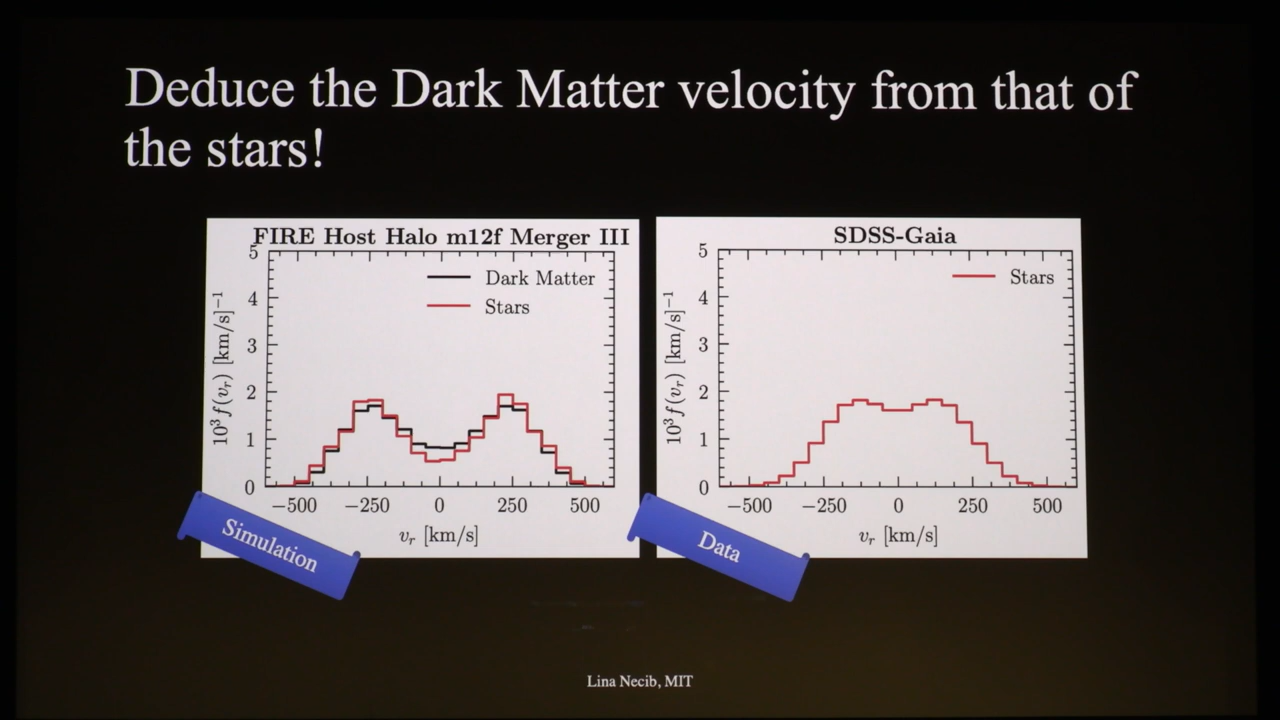 Deduce the Dark Matter velocity from that of
the stars!
FIRE Host Halo m12f Merger III
Dark Matter
Stars
5
4
3
2
1
0
10³ f(vᵣ) [km/s]⁻¹
−500 −250 0 250 500
vᵣ [km/s]
Simulation
SDSS-Gaia
Stars
5
4
3
2
1
0
10³ f(vᵣ) [km/s]⁻¹
−500 −250 0 250 500
vᵣ [km/s]
Data
Lina Necib, MIT